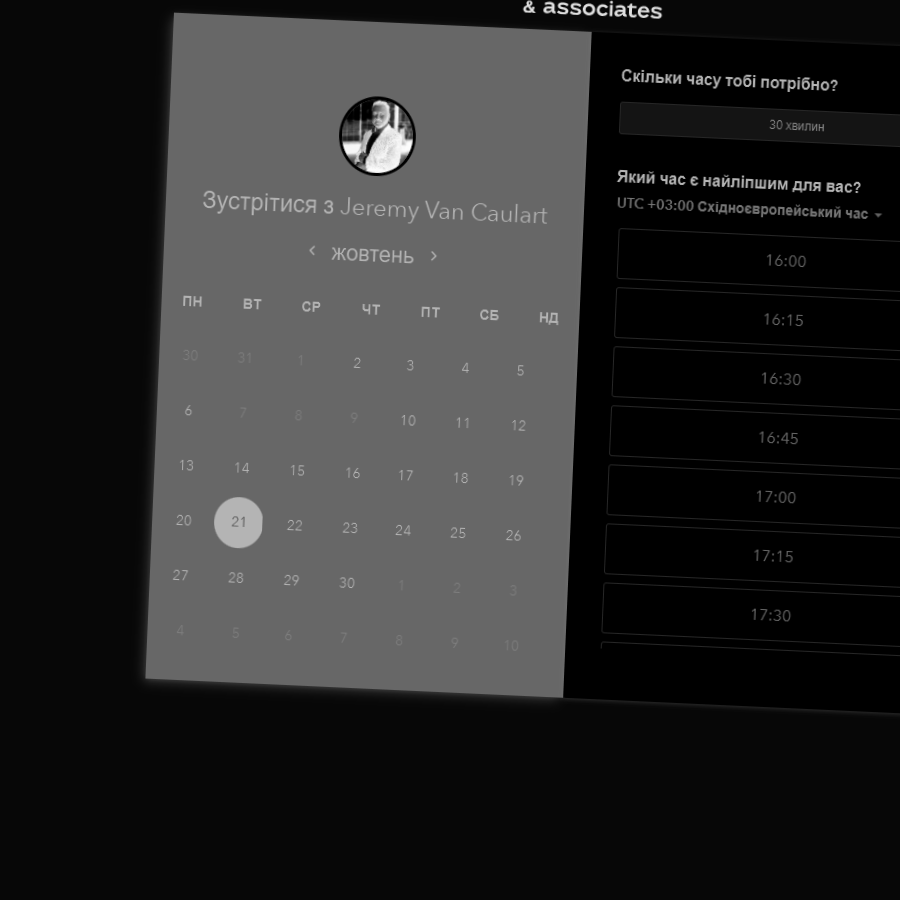 & associates
Зустрітися з Jeremy Van Caulart
жовтень
ПН ВТ СР ЧТ ПТ СБ НД
30 31 1 2 3 4 5
6 7 8 9 10 11 12
13 14 15 16 17 18 19
20 21 22 23 24 25 26
27 28 29 30 1 2 3
4 5 6 7 8 9 10
Скільки часу тобі потрібно?
30 хвилин
Який час є найліпшим для вас?
UTC +03:00 Східноєвропейський час
16:00
16:15
16:30
16:45
17:00
17:15
17:30